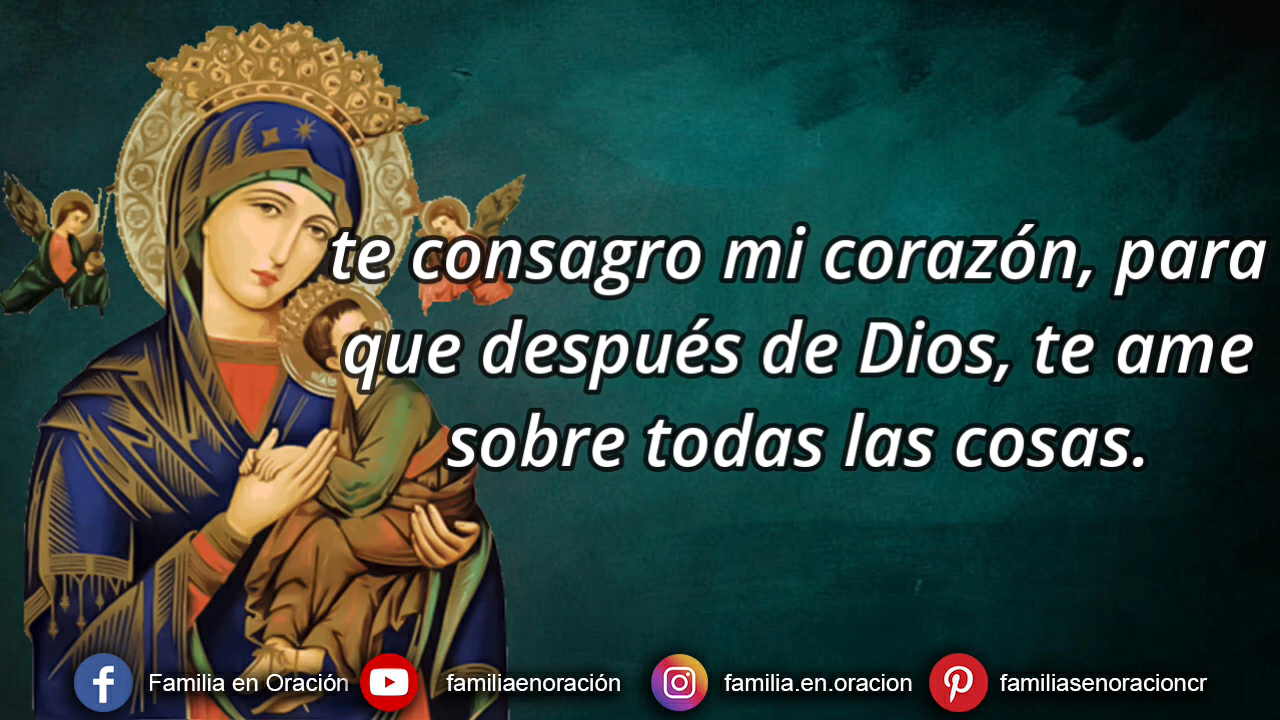 te consagro mi corazón, para
que después de Dios, te ame
sobre todas las cosas.
Familia en Oración
familiaenoración
familia.en.oracion
familiasenoracioncr